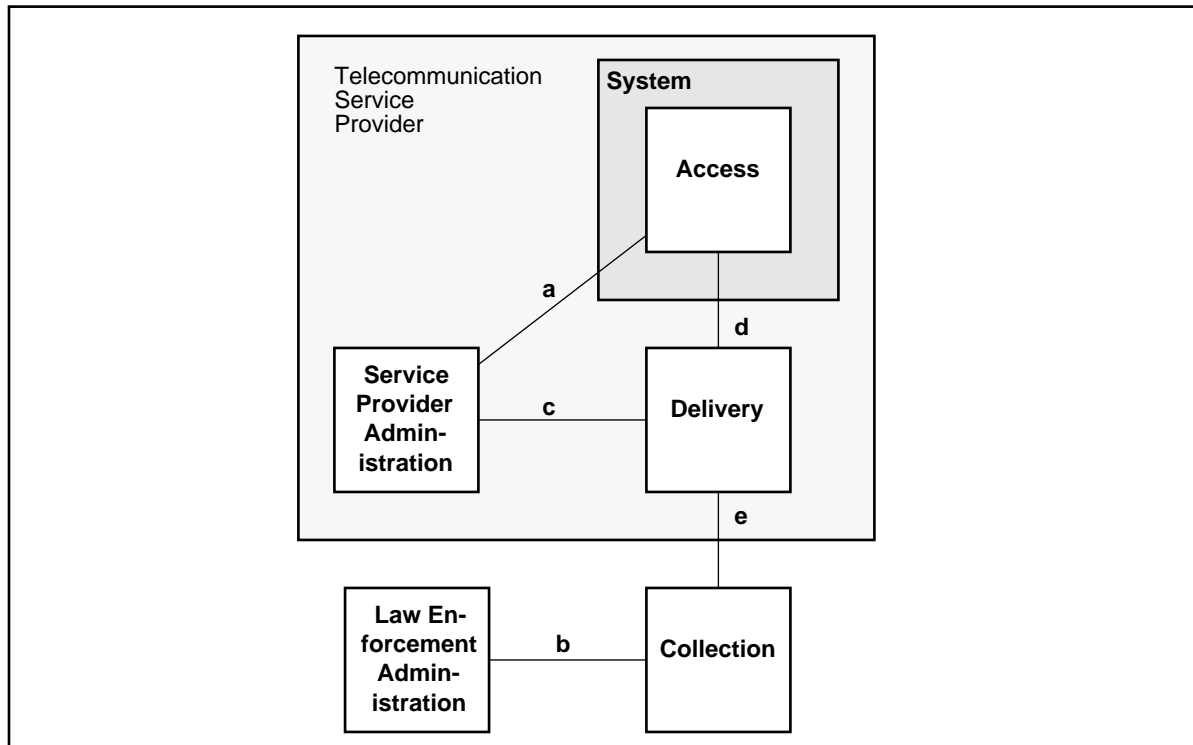 Telecommunication
Service
Provider
System
Access
a
d
Service
Provider
Admin-
istration
c
Delivery
e
Law En-
forcement
Admin-
istration
b
Collection